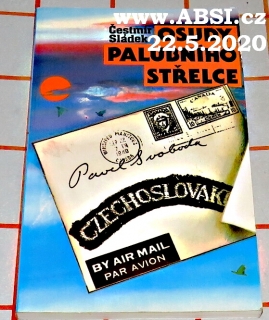 www.ABSI.cz
22.5.2020
Čestmír
Sládek
OSUDY
PALUBNÍHO
STŘELCE
CANADA
Pavel Svoboda
CZECHOSLOVAK
BY AIR MAIL
PAR AVION